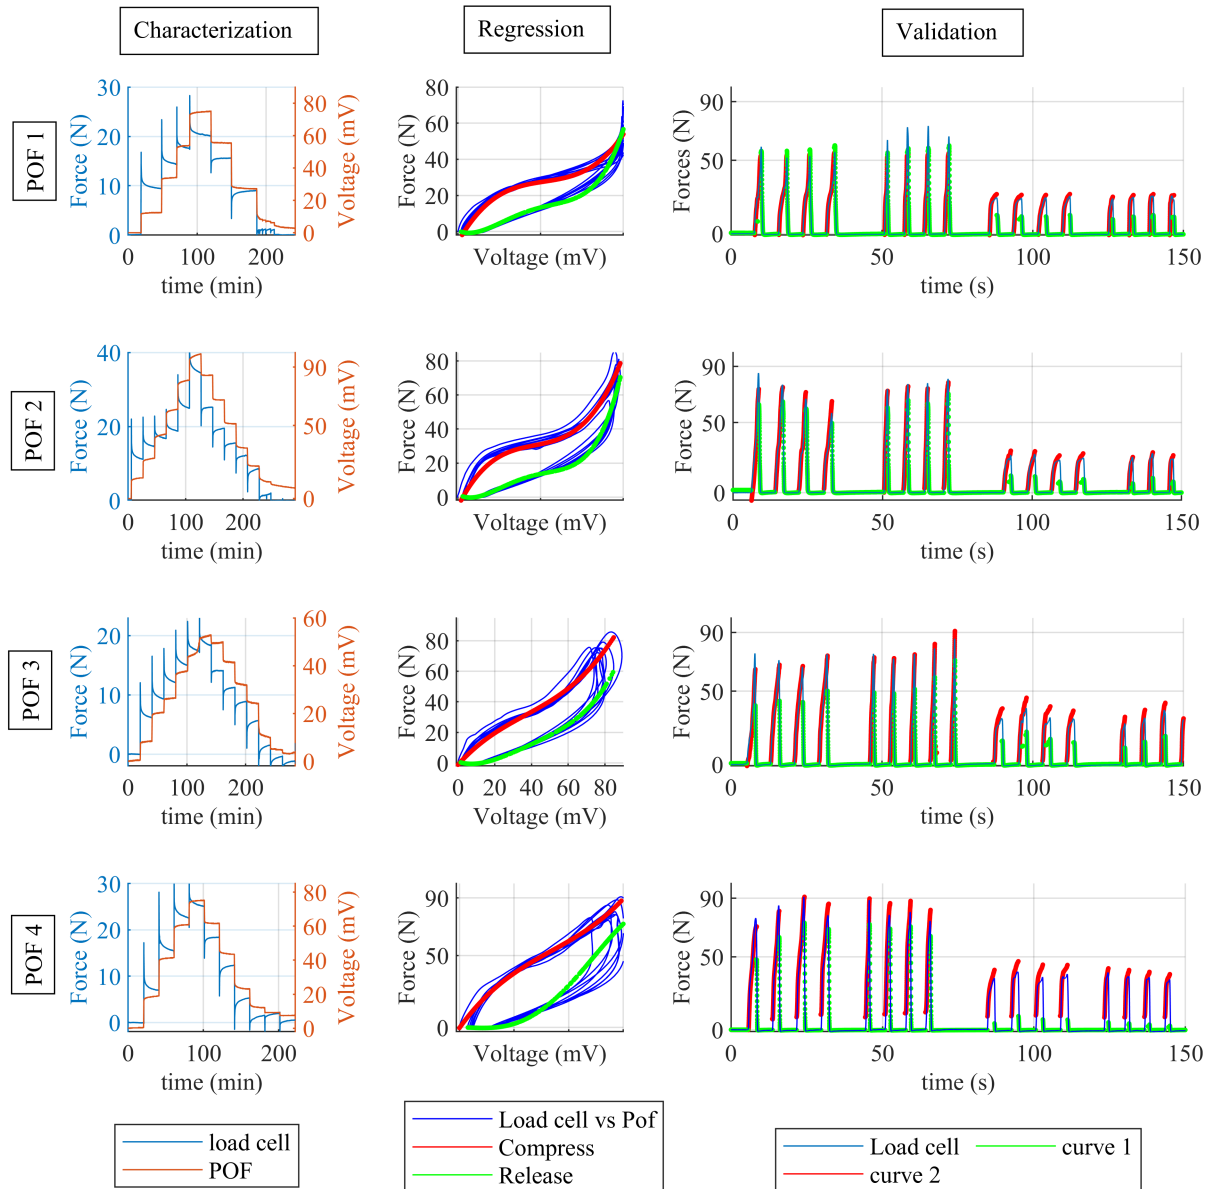 Characterization
Regression
Validation
POF 1
Force (N)
30
20
10
0
0
100
200
time (min)
80
60
40
20
0
Voltage (mV)
Force (N)
80
60
40
20
0
Voltage (mV)
Forces (N)
90
50
0
0
50
100
150
time (s)
POF 2
Force (N)
40
30
20
10
0
0
100
200
time (min)
90
50
0
Voltage (mV)
Force (N)
80
60
40
20
0
Voltage (mV)
Force (N)
90
50
0
0
50
100
150
time (s)
POF 3
Force (N)
20
10
0
0
100
200
time (min)
60
40
20
0
Voltage (mV)
Force (N)
80
60
40
20
0
0
20
40
60
80
Voltage (mV)
Force (N)
90
50
0
0
50
100
150
time (s)
POF 4
Force (N)
30
20
10
0
0
100
200
time (min)
80
60
40
20
0
Voltage (mV)
Force (N)
90
50
0
Voltage (mV)
Force (N)
90
50
0
0
50
100
150
time (s)
load cell
POF
Load cell vs Pof
Compress
Release
Load cell
curve 1
curve 2